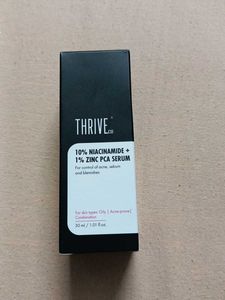 THRIVE co
10% NIACINAMIDE +
1% ZINC PCA SERUM
For control of acne, sebum
and blemishes
For skin types: Oily | Acne-prone |
Combination
30 ml / 1.01 fl.oz.